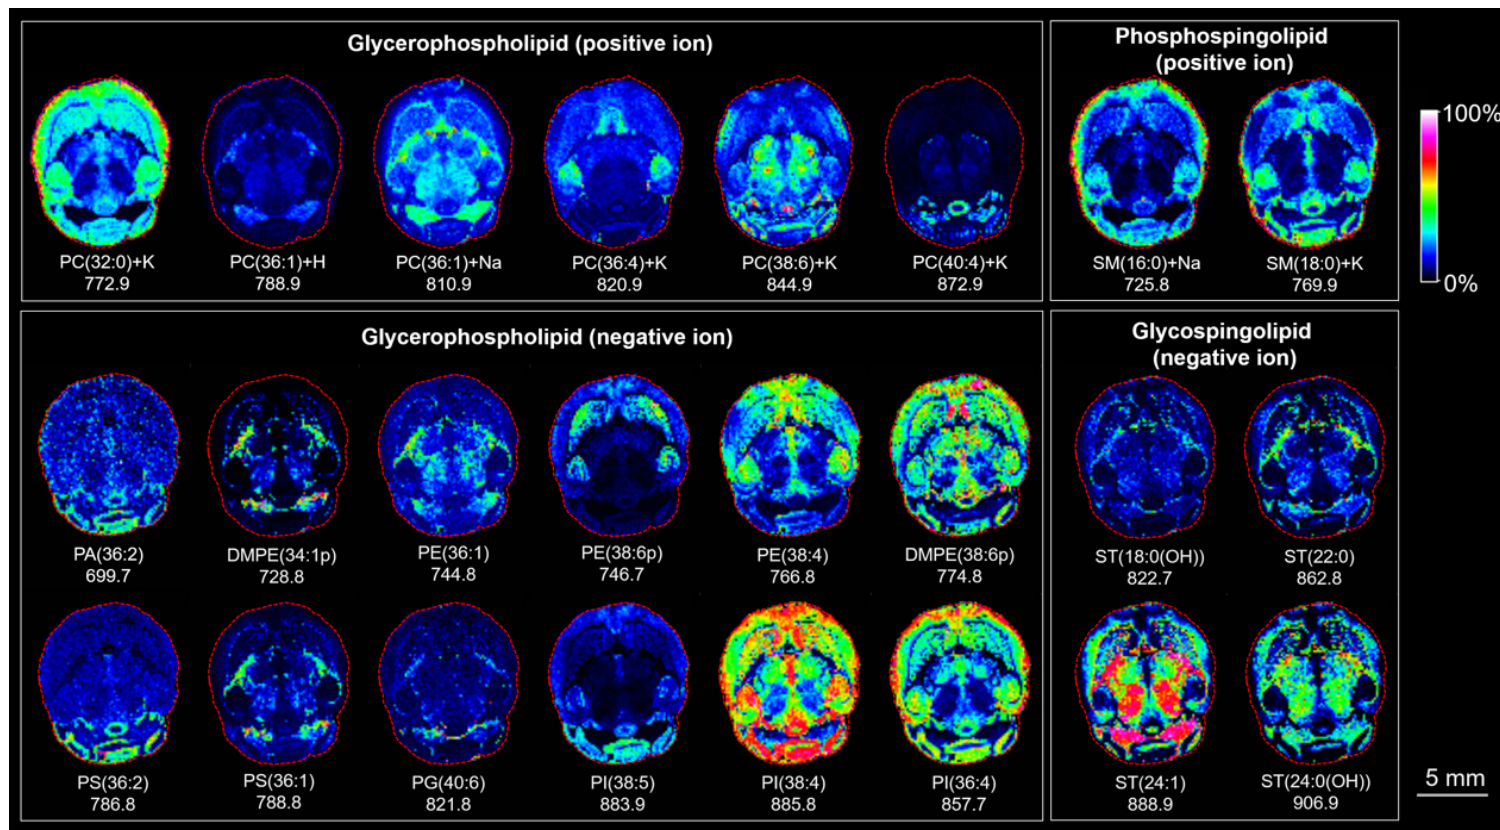 Glycerophospholipid (positive ion)
PC(32:0)+K
772.9
PC(36:1)+H
788.9
PC(36:1)+Na
810.9
PC(36:4)+K
820.9
PC(38:6)+K
844.9
PC(40:4)+K
872.9
Phosphospingolipid
(positive ion)
SM(16:0)+Na
725.8
SM(18:0)+K
769.9
100%
0%
Glycerophospholipid (negative ion)
PA(36:2)
699.7
DMPE(34:1p)
728.8
PE(36:1)
744.8
PE(38:6p)
746.7
PE(38:4)
766.8
DMPE(38:6p)
774.8
PS(36:2)
786.8
PS(36:1)
788.8
PG(40:6)
821.8
PI(38:5)
883.9
PI(38:4)
885.8
PI(36:4)
857.7
Glycospingolipid
(negative ion)
ST(18:0(OH))
822.7
ST(22:0)
862.8
ST(24:1)
888.9
ST(24:0(OH))
906.9
5 mm